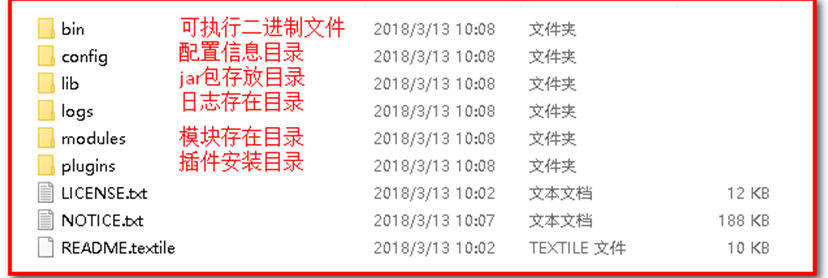 bin 可执行二进制文件 2018/3/13 10:08 文件夹
config 配置信息目录 2018/3/13 10:08 文件夹
lib jar包存放目录 2018/3/13 10:08 文件夹
logs 日志存在目录 2018/3/13 10:08 文件夹
modules 模块存在目录 2018/3/13 10:08 文件夹
plugins 插件安装目录 2018/3/13 10:08 文件夹
LICENSE.txt 2018/3/13 10:02 文本文档 12 KB
NOTICE.txt 2018/3/13 10:07 文本文档 188 KB
README.textile 2018/3/13 10:02 TEXTILE 文件 10 KB